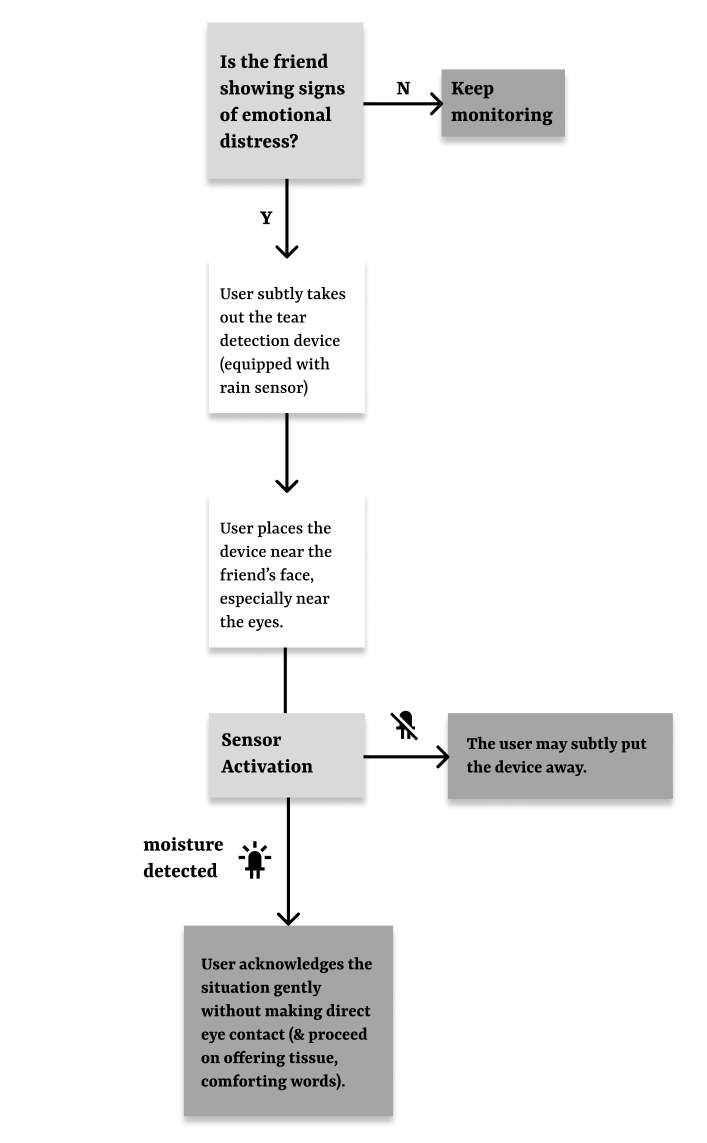 Is the friend
showing signs
of emotional
distress?
N
Keep
monitoring
Y
User subtly takes
out the tear
detection device
(equipped with
rain sensor)
User places the
device near the
friend’s face,
especially near
the eyes.
Sensor
Activation
The user may subtly put
the device away.
moisture
detected
User acknowledges the
situation gently
without making direct
eye contact (& proceed
on offering tissue,
comforting words).